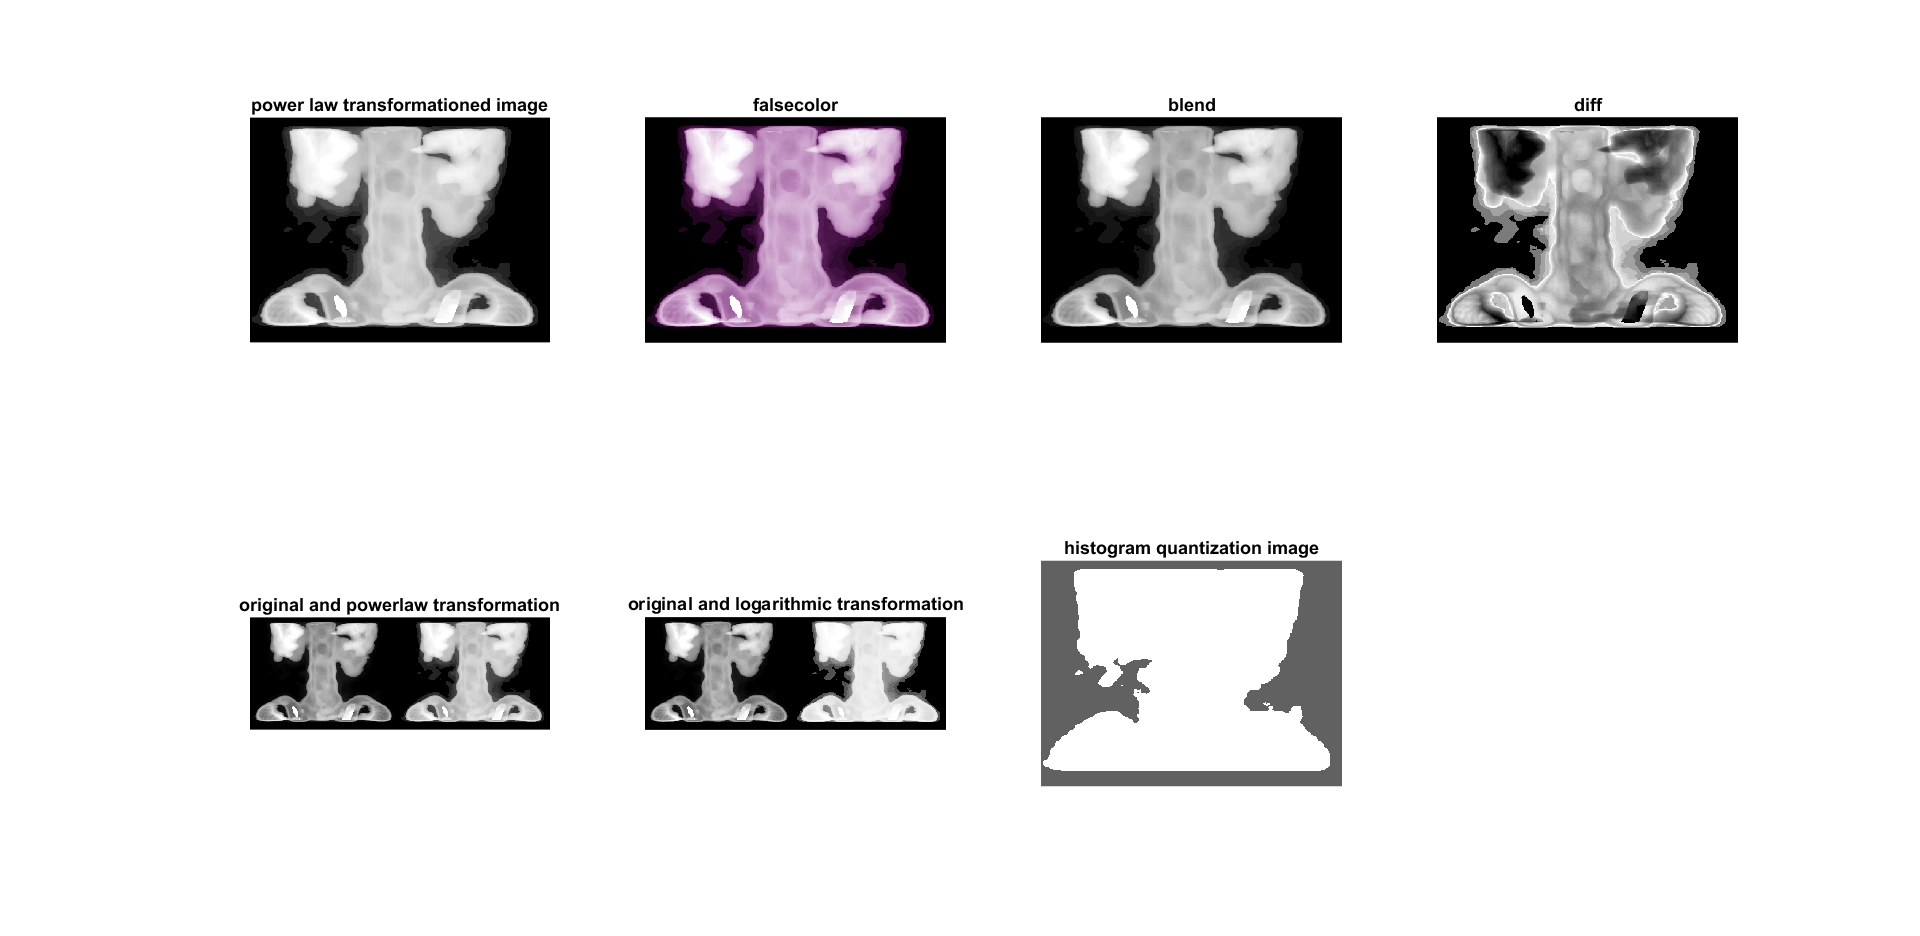 power law transformationed image
falsecolor
blend
diff
original and powerlaw transformation
original and logarithmic transformation
histogram quantization image